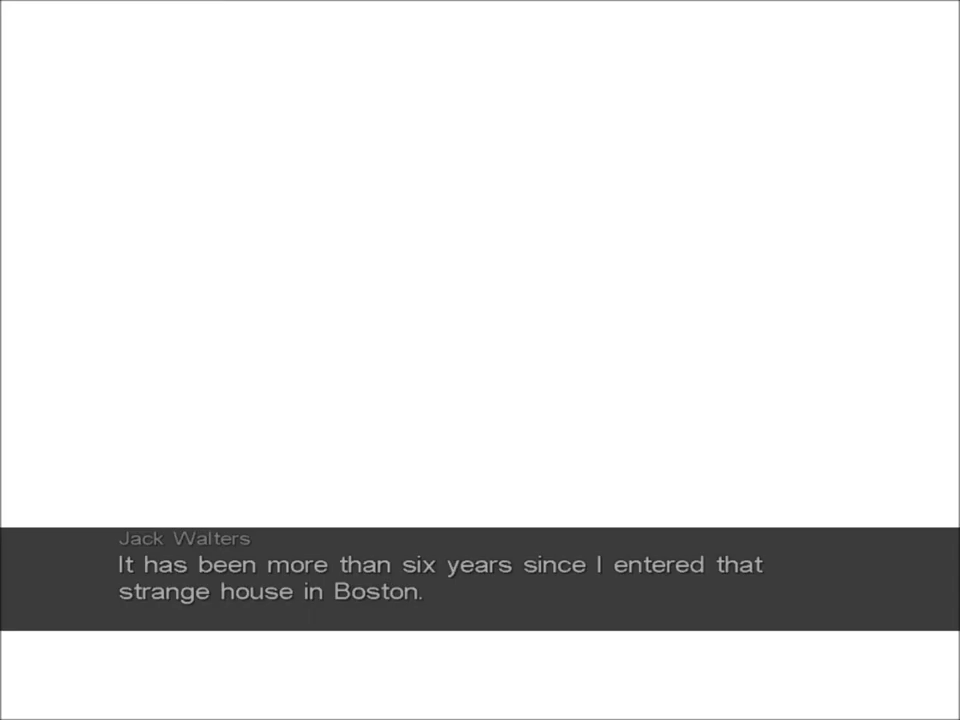 Jack Walters
It has been more than six years since I entered that
strange house in Boston.